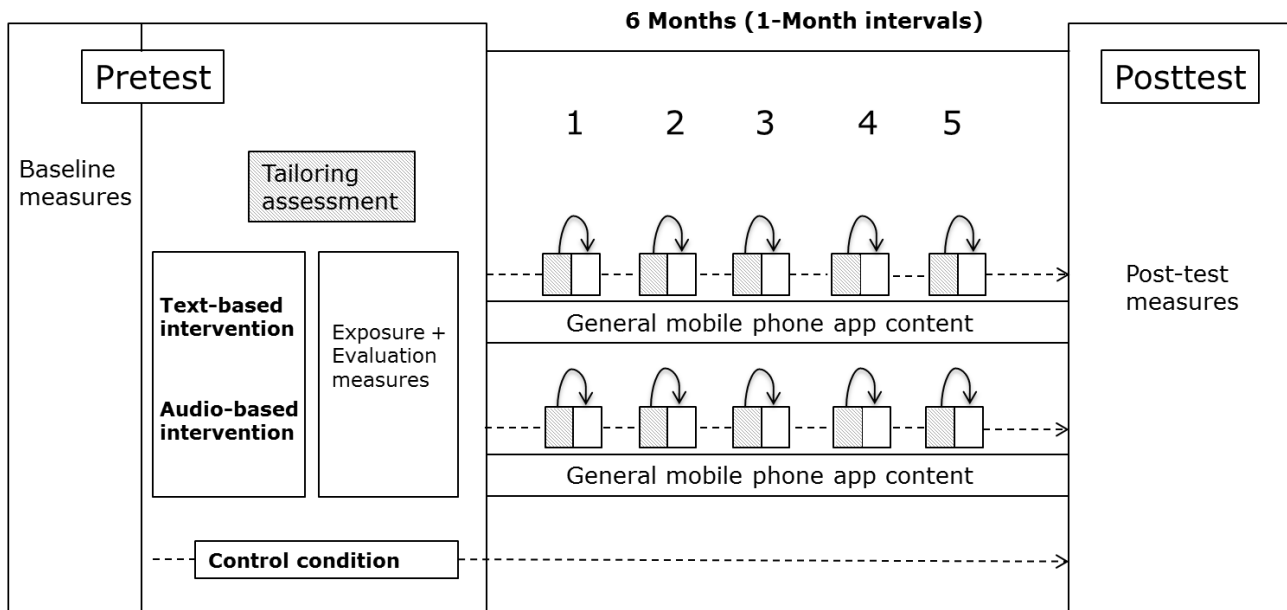 6 Months (1-Month intervals)
Pretest
Posttest
1 2 3 4 5
Baseline
measures
Tailoring
assessment
Text-based
intervention
Audio-based
intervention
Exposure +
Evaluation
measures
General mobile phone app content
General mobile phone app content
Post-test
measures
Control condition